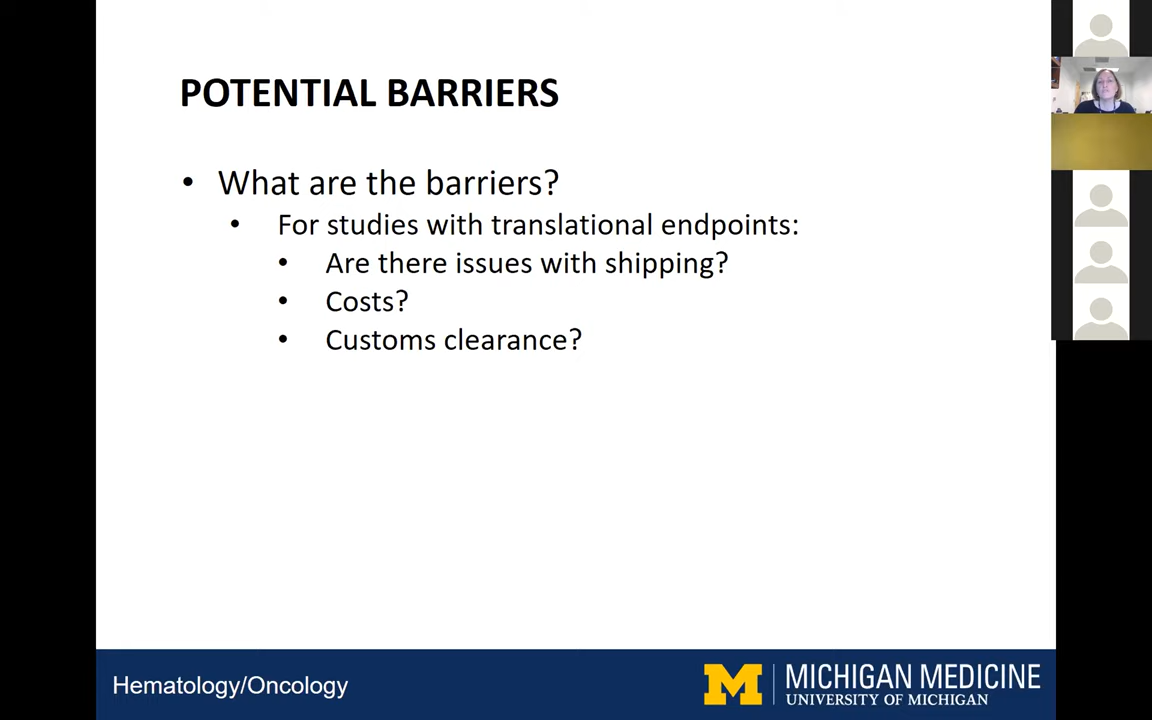 POTENTIAL BARRIERS
• What are the barriers?
• For studies with translational endpoints:
• Are there issues with shipping?
• Costs?
• Customs clearance?
Hematology/Oncology
M MICHIGAN MEDICINE
UNIVERSITY OF MICHIGAN